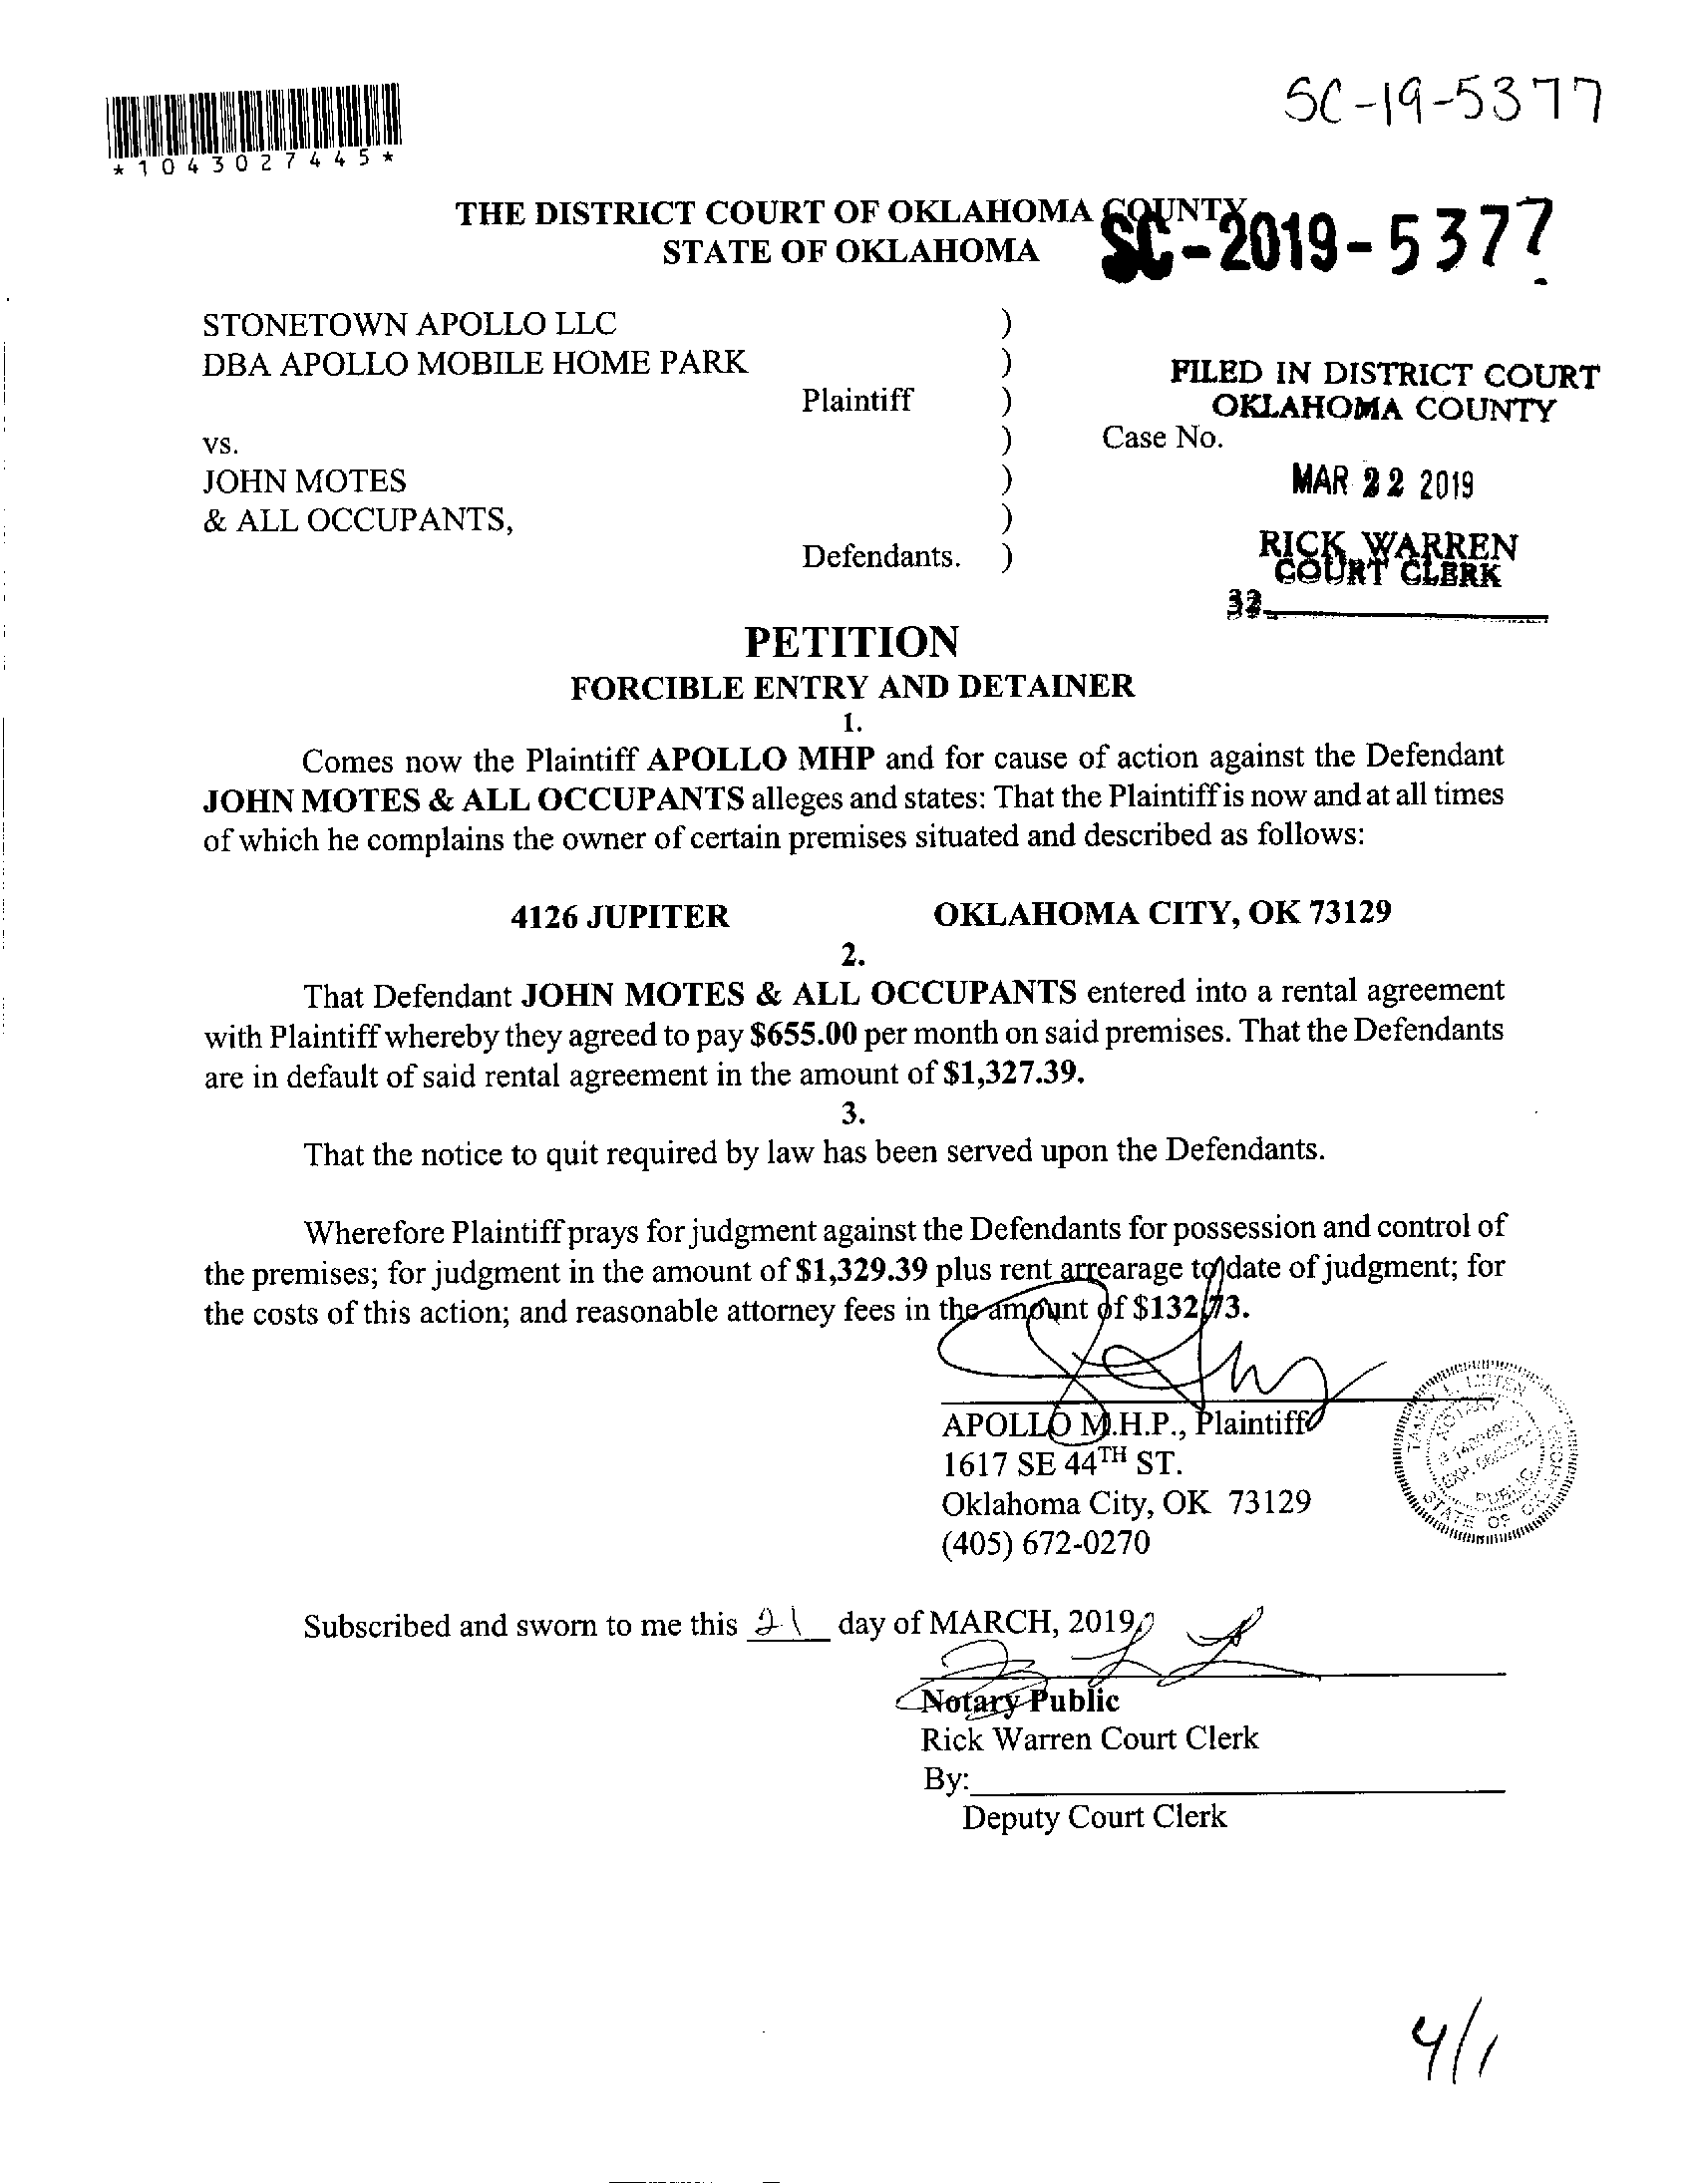 SC-19-5377
*1043027445*
THE DISTRICT COURT OF OKLAHOMA COUNTY
STATE OF OKLAHOMA
SC-2019-5377
STONETOWN APOLLO LLC )
DBA APOLLO MOBILE HOME PARK )
Plaintiff )
FILED IN DISTRICT COURT
OKLAHOMA COUNTY
vs. ) Case No.
JOHN MOTES )
MAR 22 2019
& ALL OCCUPANTS, )
Defendants. )
RICK WARREN
COURT CLERK
32
PETITION
FORCIBLE ENTRY AND DETAINER
1.
Comes now the Plaintiff APOLLO MHP and for cause of action against the Defendant
JOHN MOTES & ALL OCCUPANTS alleges and states: That the Plaintiff is now and at all times
of which he complains the owner of certain premises situated and described as follows:
4126 JUPITER OKLAHOMA CITY, OK 73129
2.
That Defendant JOHN MOTES & ALL OCCUPANTS entered into a rental agreement
with Plaintiff whereby they agreed to pay $655.00 per month on said premises. That the Defendants
are in default of said rental agreement in the amount of $1,327.39.
3.
That the notice to quit required by law has been served upon the Defendants.
Wherefore Plaintiff prays for judgment against the Defendants for possession and control of
the premises; for judgment in the amount of $1,329.39 plus rent arrearage to date of judgment; for
the costs of this action; and reasonable attorney fees in the amount of $132.73.
APOLLO M.H.P., Plaintiff
1617 SE 44TH ST.
Oklahoma City, OK 73129
(405) 672-0270
NOTARY
PUBLIC
STATE OF OKLAHOMA
Subscribed and sworn to me this 21 day of MARCH, 2019
Notary Public
Rick Warren Court Clerk
By:
Deputy Court Clerk
4/1